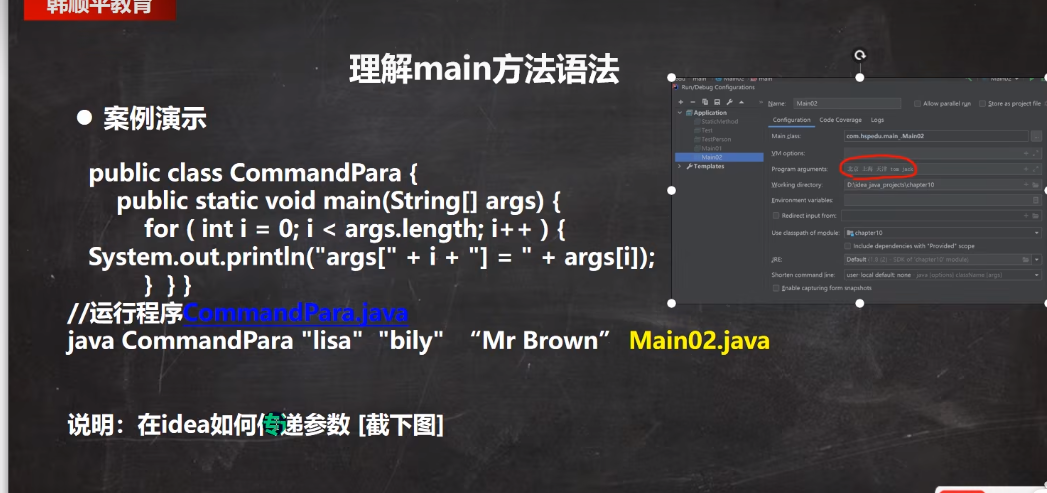 韩顺平教育
理解main方法语法
● 案例演示
public class CommandPara {
public static void main(String[] args) {
for ( int i = 0; i < args.length; i++ ) {
System.out.println("args[" + i + "] = " + args[i]);
} } }
//运行程序CommandPara.java
java CommandPara "lisa" "bily" “Mr Brown” Main02.java
说明：在idea如何传递参数 [截下图]
Run/Debug Configurations
Name: Main02
Allow parallel run
Store as project file
Application
StaticMethod
Test
TestPerson
Main01
Main02
Templates
Configuration Code Coverage Logs
Main class: com.hspedu.main_.Main02
VM options:
Program arguments: tom jack
Working directory: D:\idea_java_projects\chapter10
Environment variables:
Redirect input from:
Use classpath of module: chapter10
Include dependencies with "Provided" scope
JRE: Default
Shorten command line: user-local default: none - java [options] className [args]
Enable capturing form snapshots